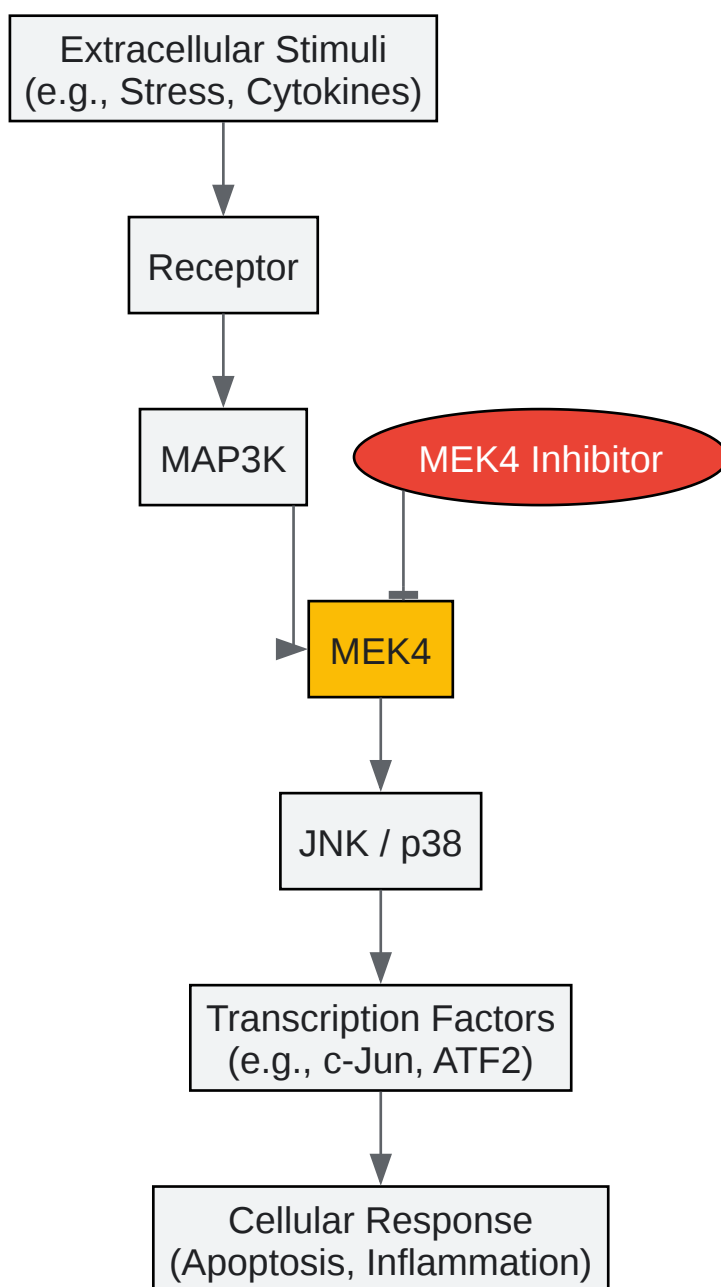 Extracellular Stimuli
(e.g., Stress, Cytokines)
Receptor
MAP3K
MEK4 Inhibitor
MEK4
JNK / p38
Transcription Factors
(e.g., c-Jun, ATF2)
Cellular Response
(Apoptosis, Inflammation)